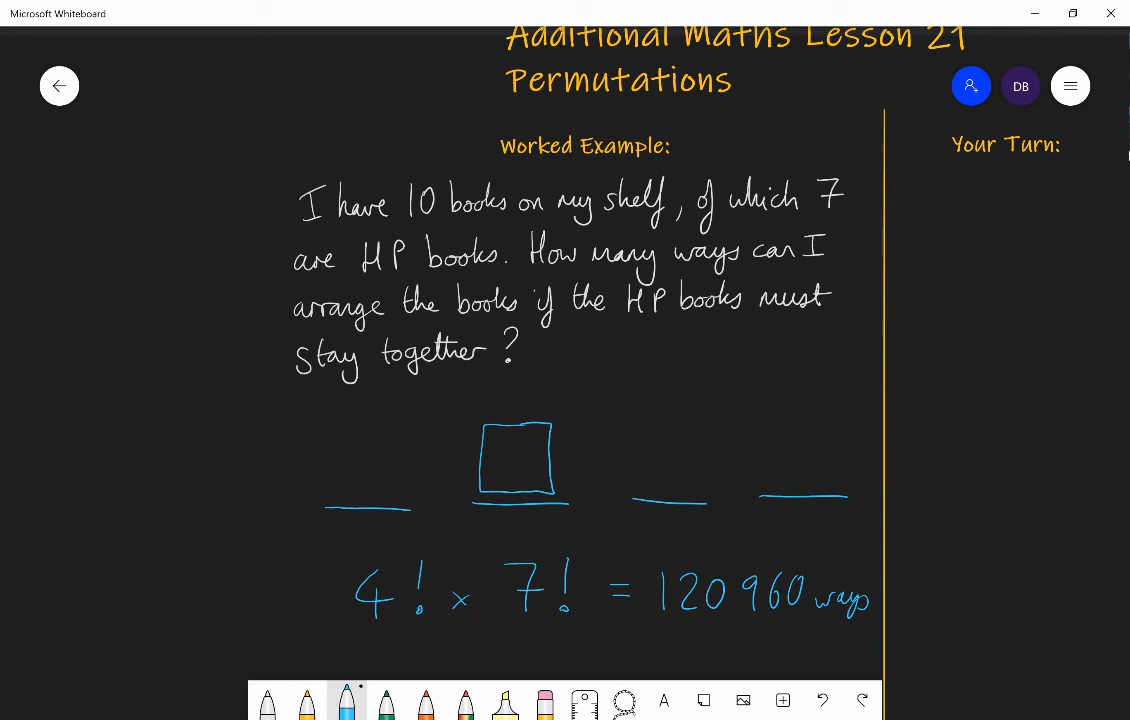 Microsoft Whiteboard
Additional Maths Lesson 21
Permutations
DB
Worked Example:
Your Turn:
I have 10 books on my shelf, of which 7
are HP books. How many ways can I
arrange the books if the HP books must
stay together?
4! × 7! = 120 960 ways
A